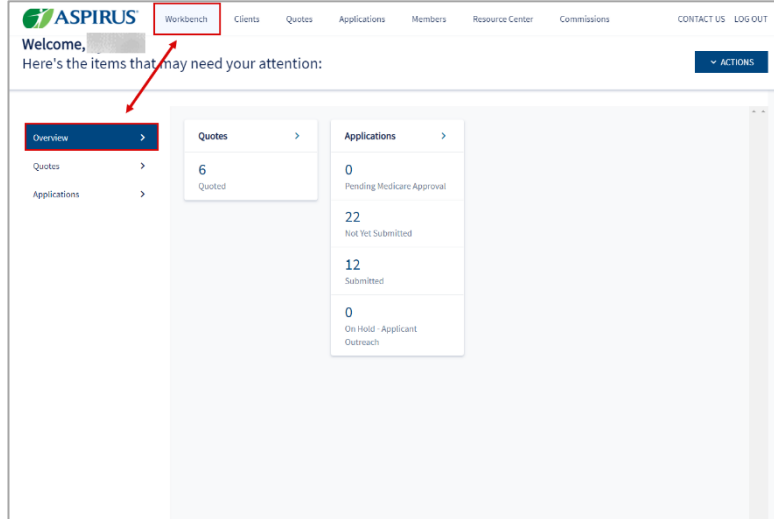 ASPIRUS®
Workbench Clients Quotes Applications Members Resource Center Commissions CONTACT US LOG OUT
Welcome,
Here's the items that may need your attention:
ACTIONS
Overview
Quotes
Applications
Quotes
6
Quoted
Applications
0
Pending Medicare Approval
22
Not Yet Submitted
12
Submitted
0
On Hold - Applicant
Outreach